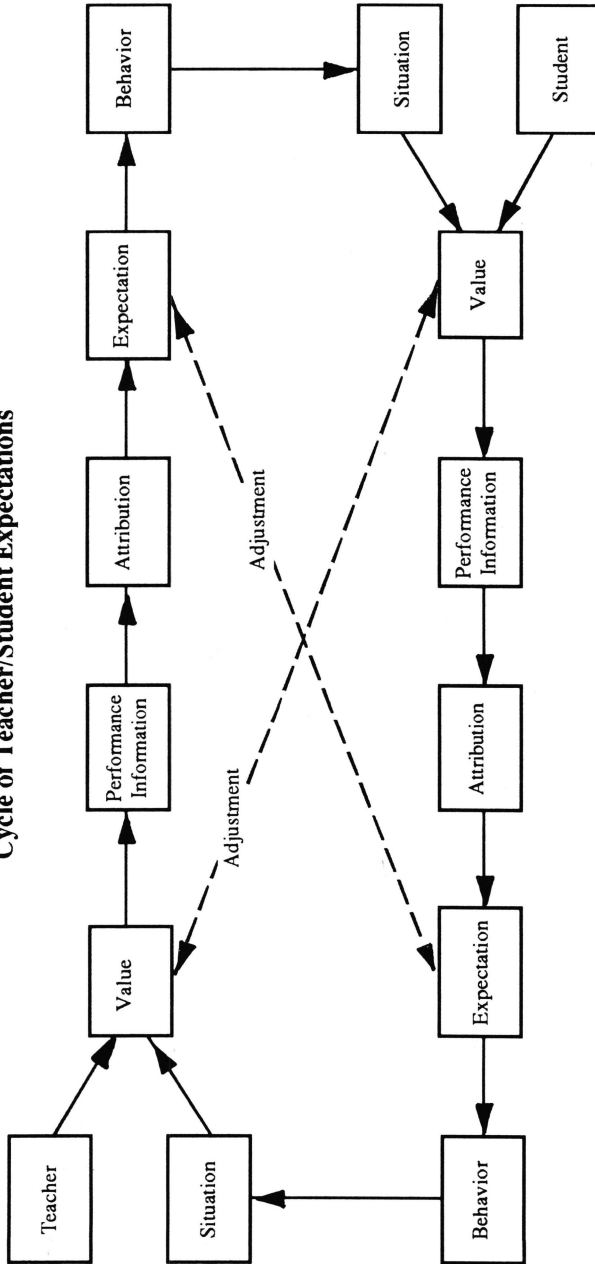 Cycle of Teacher/Student Expectations
Teacher
Situation
Value
Performance
Information
Attribution
Expectation
Behavior
Adjustment
Adjustment
Situation
Student
Value
Performance
Information
Attribution
Expectation
Behavior